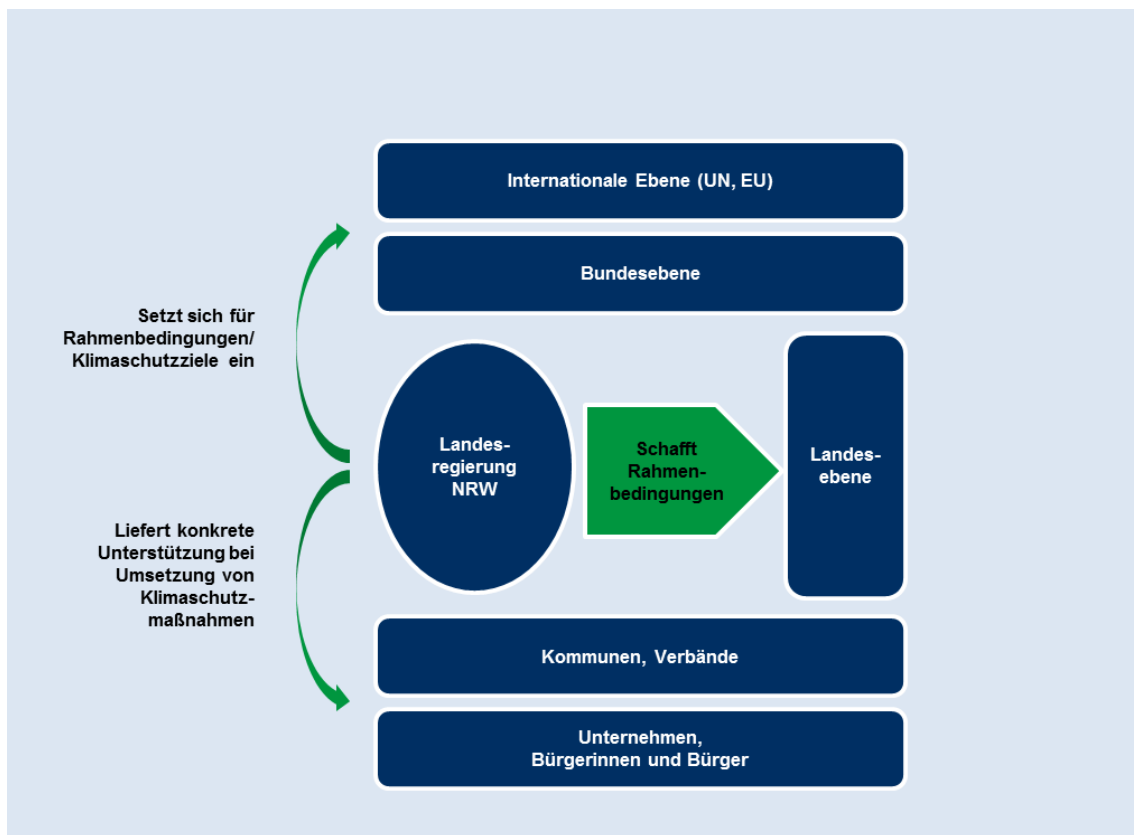 Internationale Ebene (UN, EU)
Bundesebene
Setzt sich für
Rahmenbedingungen/
Klimaschutzziele ein
Landes-
regierung
NRW
Schafft
Rahmen-
bedingungen
Landes-
ebene
Liefert konkrete
Unterstützung bei
Umsetzung von
Klimaschutz-
maßnahmen
Kommunen, Verbände
Unternehmen,
Bürgerinnen und Bürger